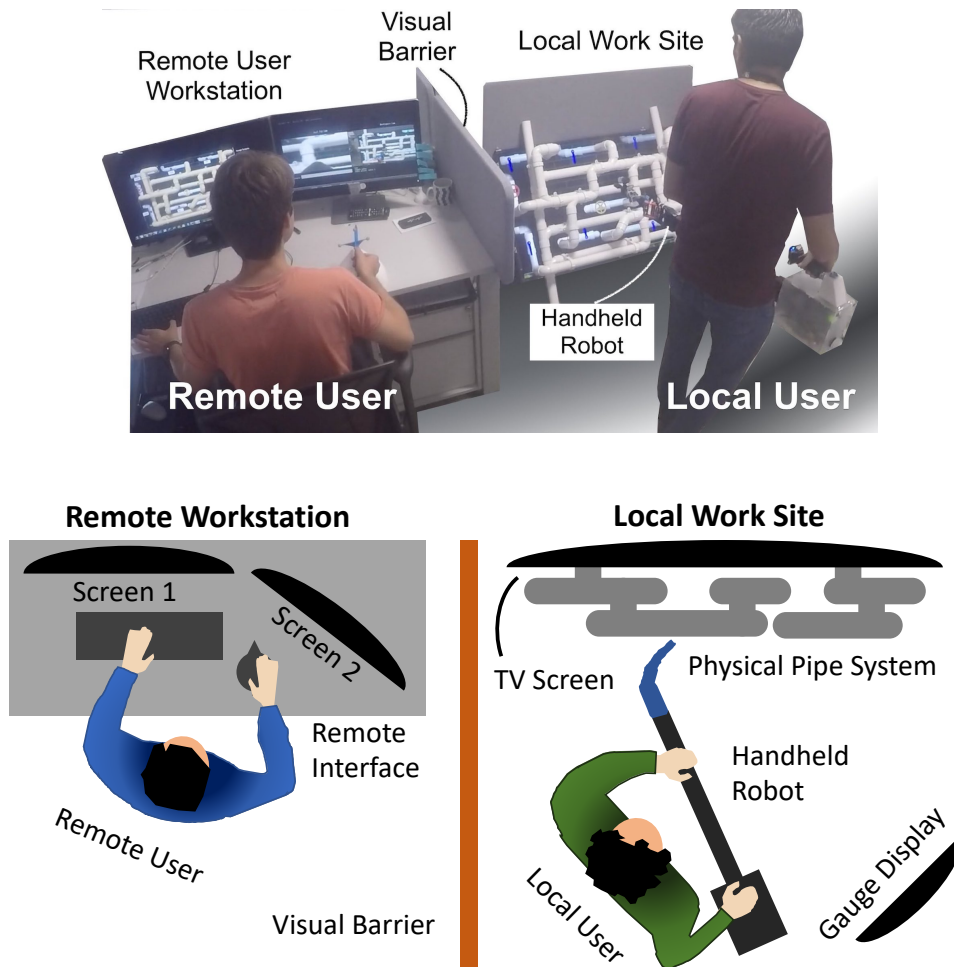 Remote User
Workstation
Visual
Barrier
Local Work Site
Handheld
Robot
Remote User
Local User
Remote Workstation
Local Work Site
Screen 1
Screen 2
TV Screen
Physical Pipe System
Remote
Interface
Handheld
Robot
Remote User
Local User
Gauge Display
Visual Barrier